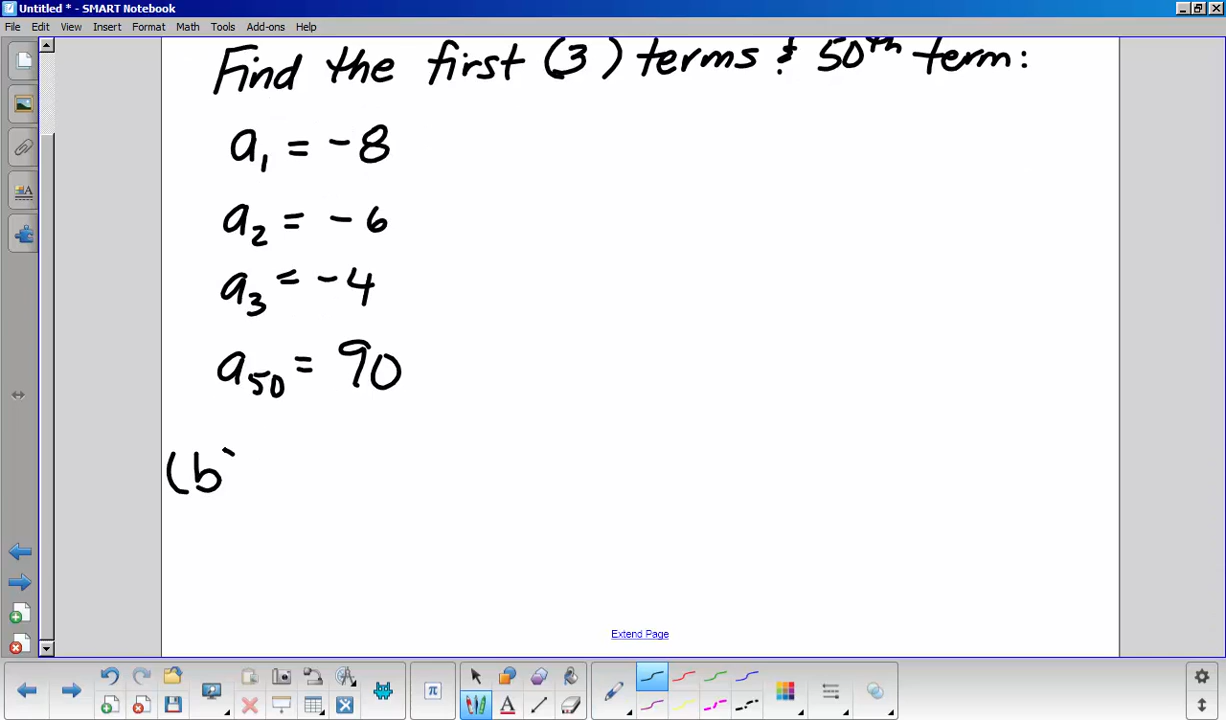 Untitled * - SMART Notebook
File Edit View Insert Format Math Tools Add-ons Help
Find the first (3) terms & 50th term:
a1 = -8
a2 = -6
a3 = -4
a50 = 90
(b
Extend Page
π
A